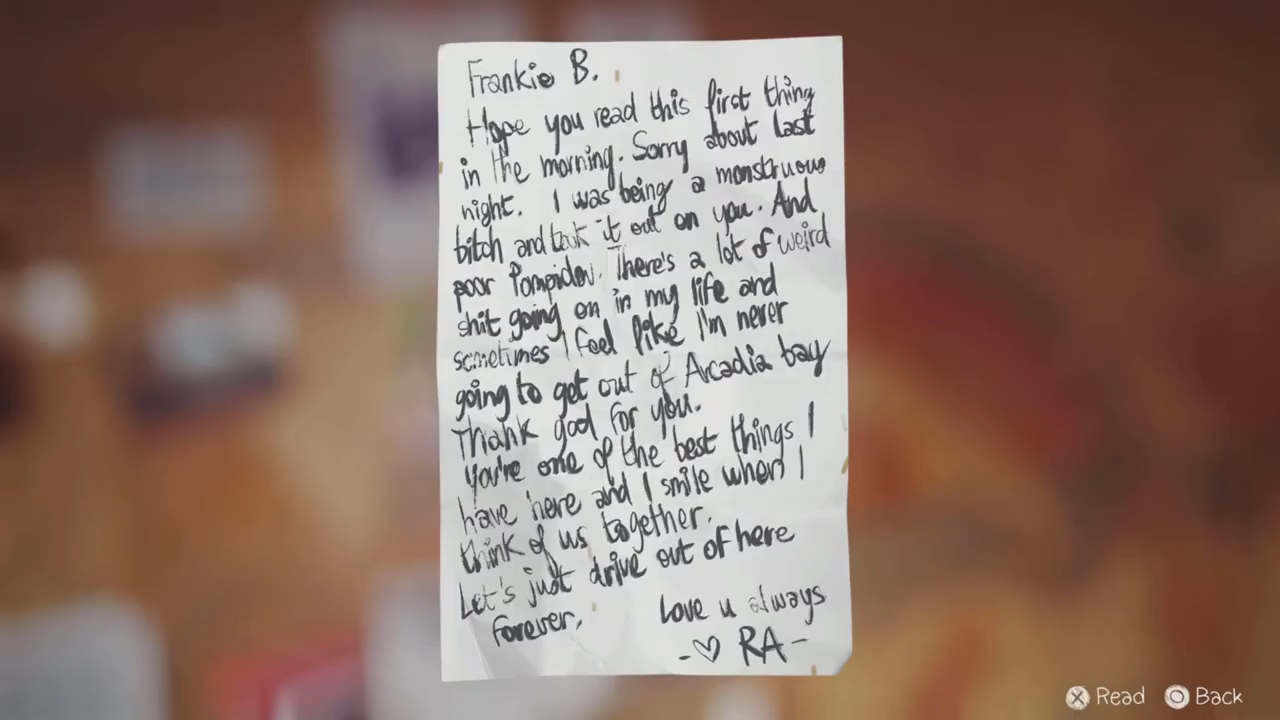 Frankie B.
Hope you read this first thing
in the morning. Sorry about last
night. I was being a monstruous
bitch and took it out on you. And
poor Pompidou. There's a lot of weird
shit going on in my life and
sometimes I feel like I'm never
going to get out of Arcadia bay
Thank god for you.
You're one of the best things I
have here and I smile when I
think of us together.
Let's just drive out of here
forever.
Love u always
-♡ RA-
Read
Back